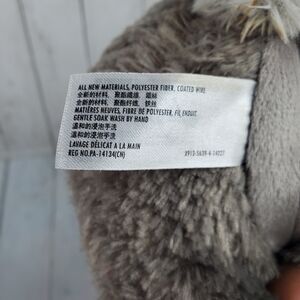 ALL NEW MATERIALS, POLYESTER FIBER, COATED WIRE
全新的材料，聚酯纖維，鐵絲
全新的材料，聚酯纤维，铁丝
MATIÈRES NEUVES, FIBRE DE POLYESTER, FIL ENDUIT
GENTLE SOAK WASH BY HAND
溫和的浸泡手洗
温和的浸泡手洗
LAVAGE DÉLICAT A LA MAIN
REG NO.PA-14134(CN)